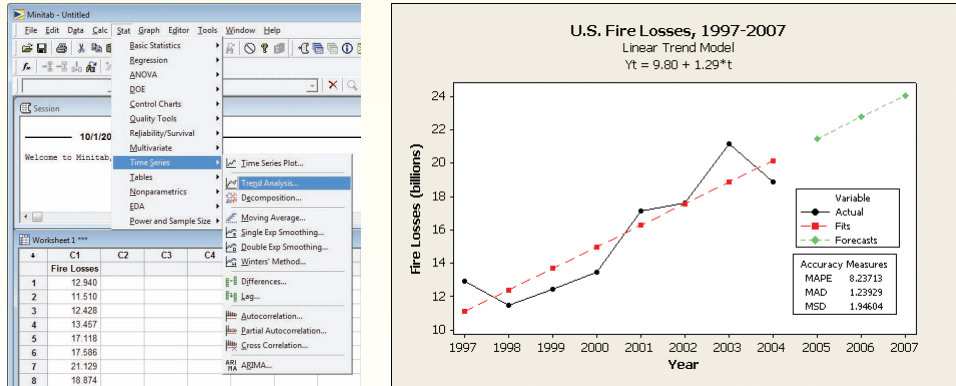 Minitab - Untitled
File Edit Data Calc Stat Graph Editor Tools Window Help
Basic Statistics
Regression
ANOVA
DOE
Control Charts
Quality Tools
Reliability/Survival
Multivariate
Time Series
Tables
Nonparametrics
EDA
Power and Sample Size
Time Series Plot...
Trend Analysis...
Decomposition...
Moving Average...
Single Exp Smoothing...
Double Exp Smoothing...
Winters' Method...
Differences...
Lag...
Autocorrelation...
Partial Autocorrelation...
Cross Correlation...
ARIMA...
Session
10/1/20
Welcome to Minitab,
Worksheet 1 ***
C1 C2 C3 C4
Fire Losses
1 12.940
2 11.510
3 12.428
4 13.457
5 17.118
6 17.586
7 21.129
8 18.874
U.S. Fire Losses, 1997-2007
Linear Trend Model
Yt = 9.80 + 1.29*t
Fire Losses (billions)
24
22
20
18
16
14
12
10
1997 1998 1999 2000 2001 2002 2003 2004 2005 2006 2007
Year
Variable
Actual
Fits
Forecasts
Accuracy Measures
MAPE 8.23713
MAD 1.23929
MSD 1.94604